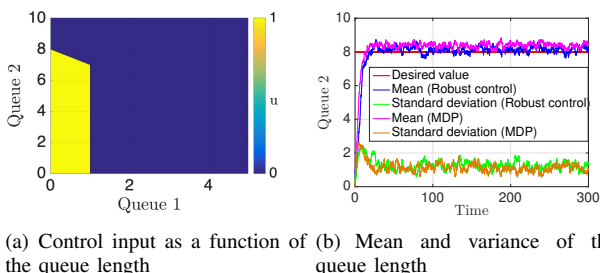 10
8
6
4
2
0
Queue 2
0 2 4
Queue 1
1
u
0
10
8
6
4
2
0
Queue 2
Desired value
Mean (Robust control)
Standard deviation (Robust control)
Mean (MDP)
Standard deviation (MDP)
0 100 200 300
Time
(a) Control input as a function of
the queue length
(b) Mean and variance of th
queue length